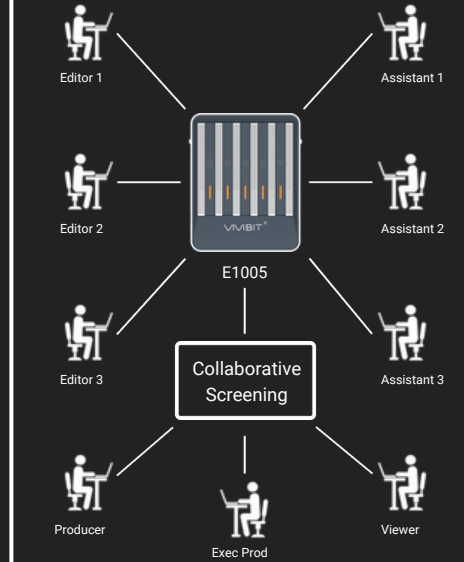 Editor 1
Assistant 1
Editor 2
Assistant 2
VIVIBIT®
E1005
Editor 3
Assistant 3
Collaborative
Screening
Producer
Viewer
Exec Prod